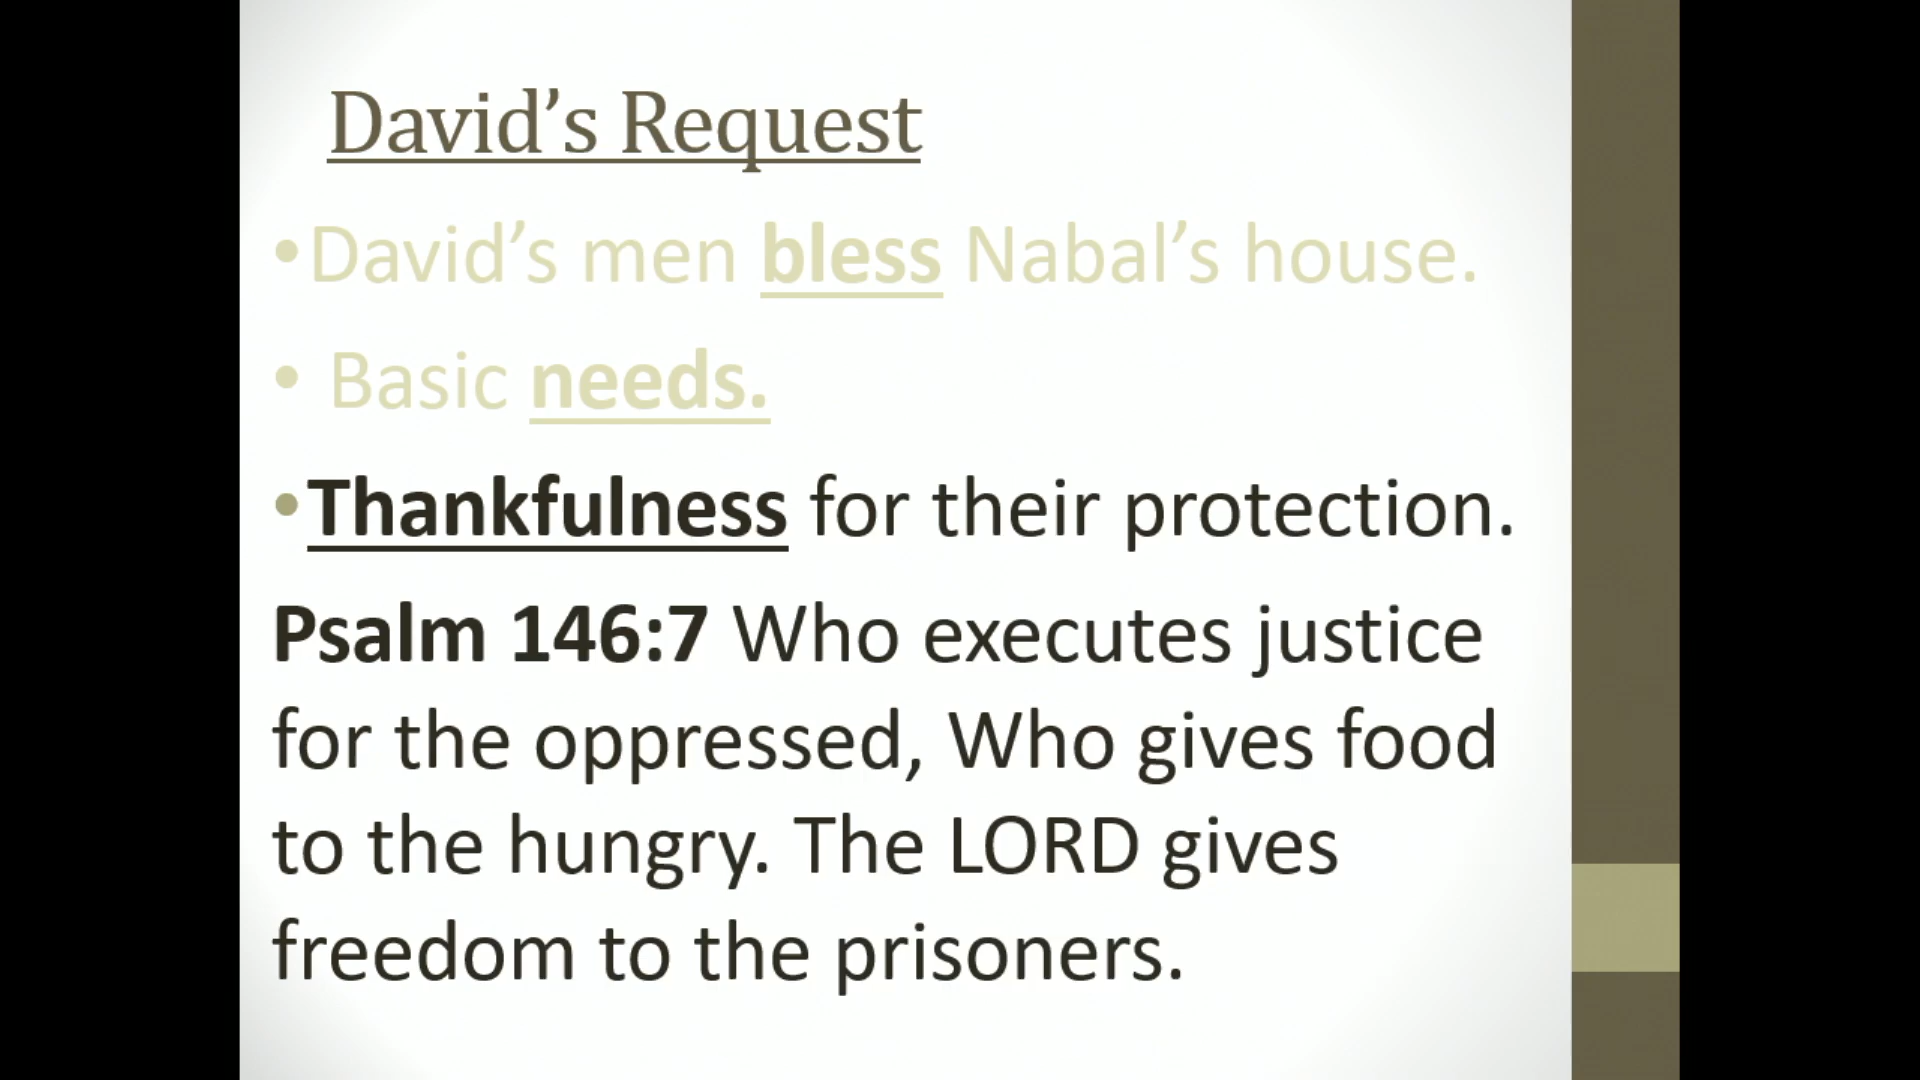 David’s Request
•David’s men bless Nabal’s house.
• Basic needs.
•Thankfulness for their protection.
Psalm 146:7 Who executes justice
for the oppressed, Who gives food
to the hungry. The LORD gives
freedom to the prisoners.